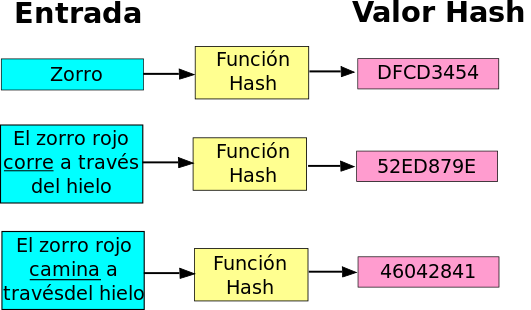 Entrada
Valor Hash
Zorro
Función
Hash
DFCD3454
El zorro rojo
corre a través
del hielo
Función
Hash
52ED879E
El zorro rojo
camina a
travésdel hielo
Función
Hash
46042841